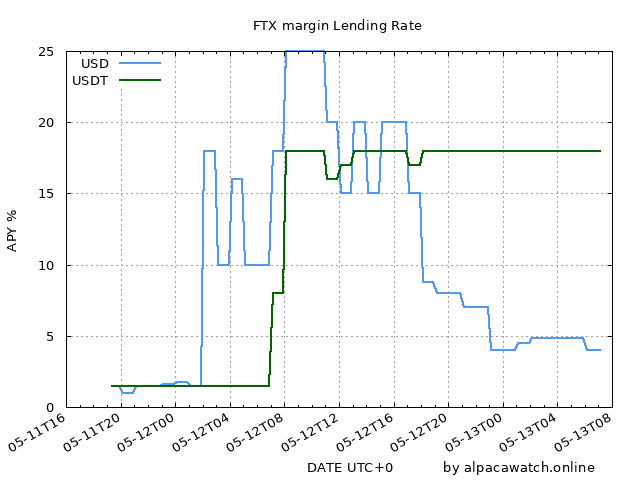 FTX margin Lending Rate
25
20
15
10
5
0
APY %
USD
USDT
05-11T16
05-11T20
05-12T00
05-12T04
05-12T08
05-12T12
05-12T16
05-12T20
05-13T00
05-13T04
05-13T08
DATE UTC+0
by alpacawatch.online